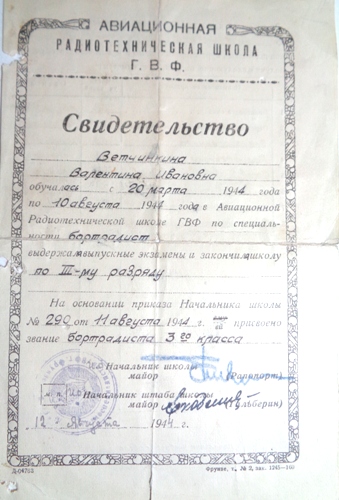 АВИАЦИОННАЯ
РАДИОТЕХНИЧЕСКАЯ ШКОЛА
Г. В. Ф.
Свидетельство
Ветчинкина
Валентина Ивановна
обучалась с 20 марта 1944 года
по 10 августа 1944 года в Авиационной
Радиотехнической школе ГВФ по специаль-
ности бортрадист
выдержала выпускные экзамены и закончила школу
по III-му разряду
На основании приказа Начальника школы
№ 290 от 11 августа 1944 г. ей присвоено
звание бортрадиста 3го класса
Начальник школы
майор
м. п.
Начальник штаба школы
майор
12 августа 1944 г.
Л-04763